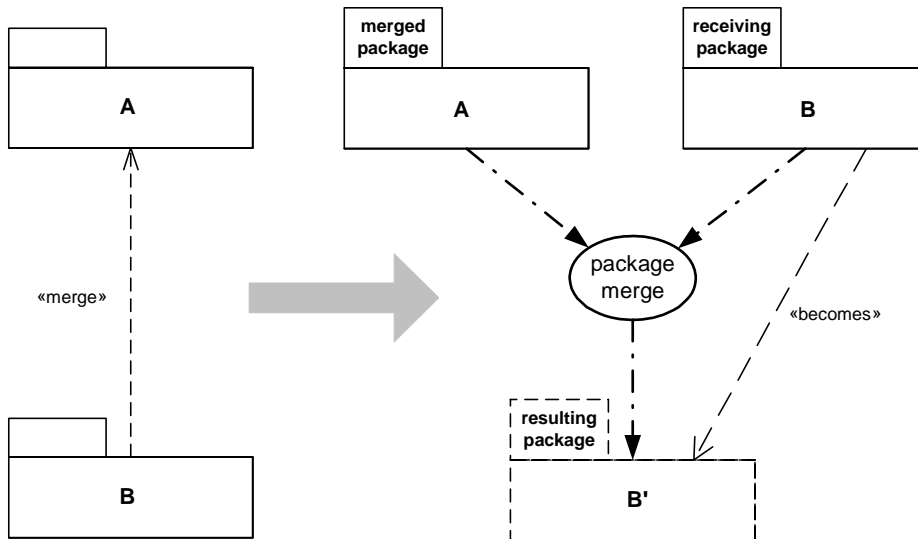 A
«merge»
B
merged
package
A
receiving
package
B
package
merge
«becomes»
resulting
package
B'